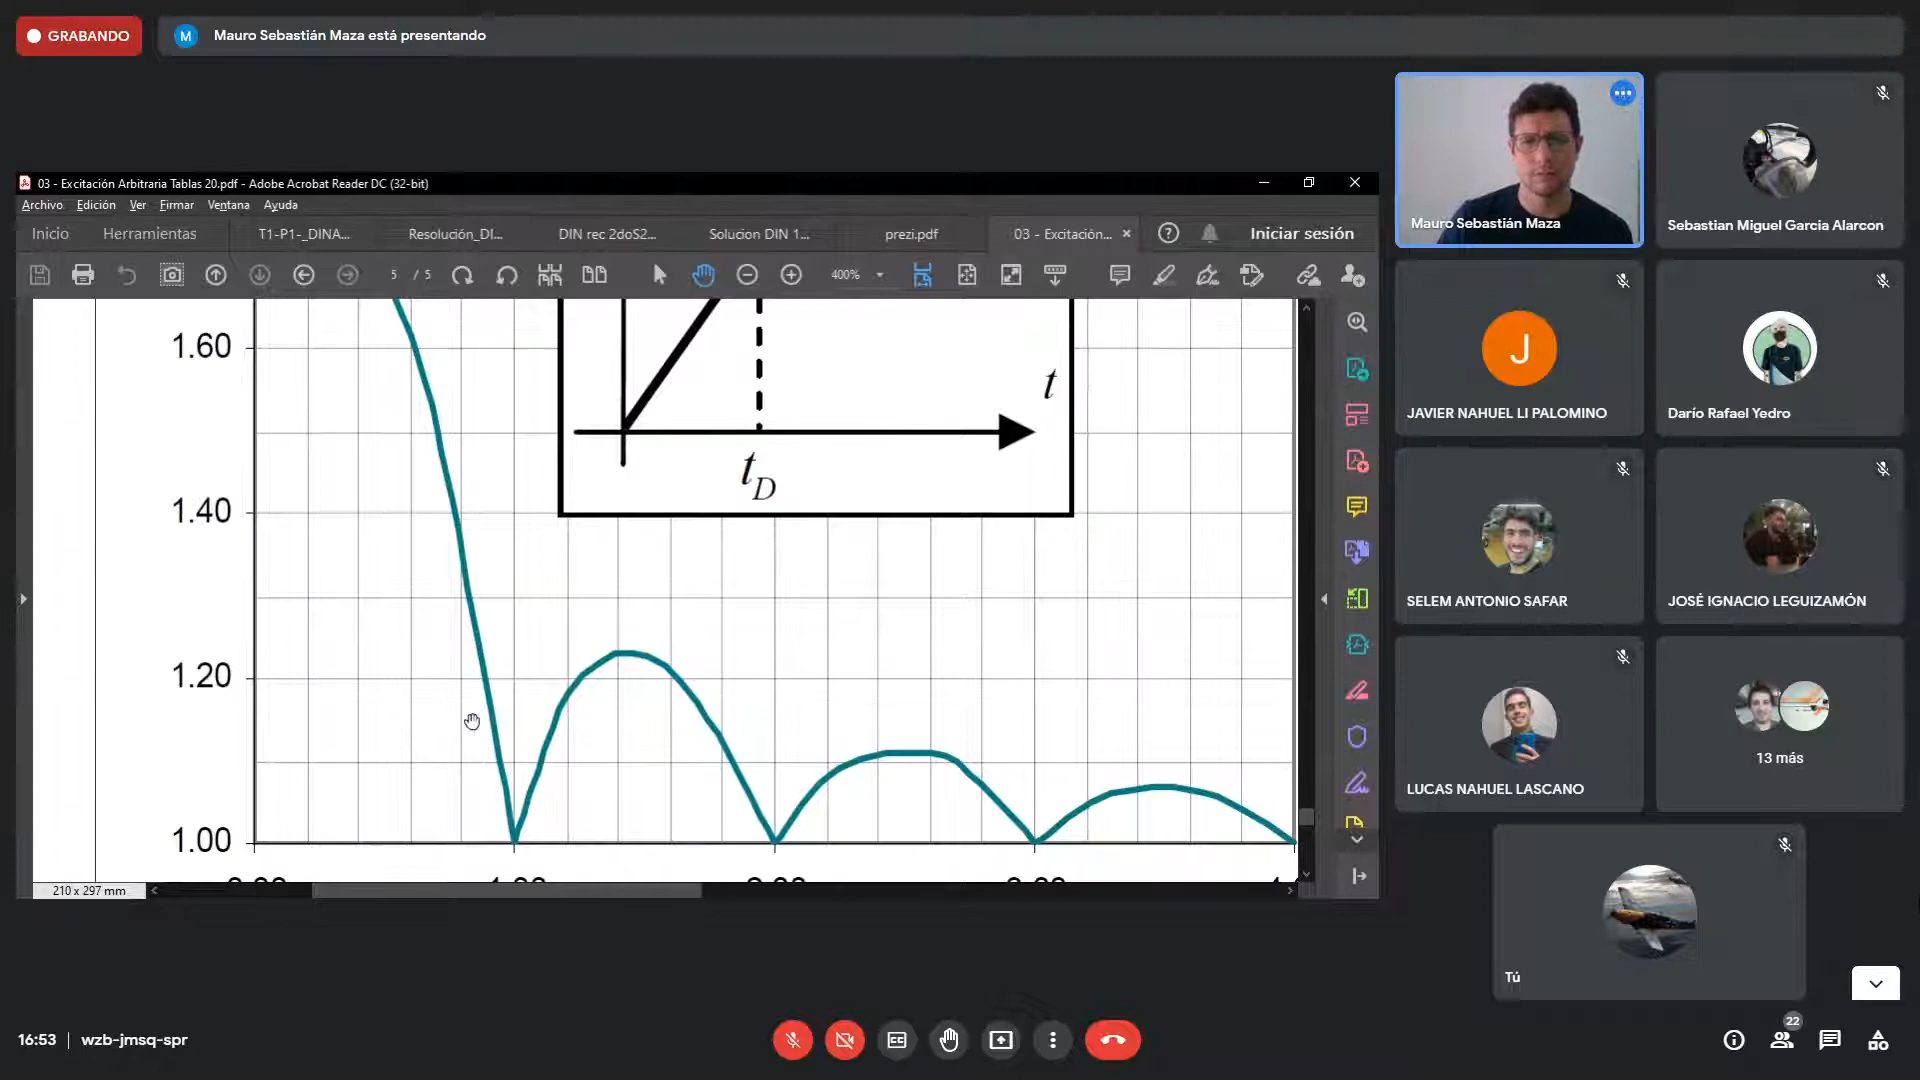 GRABANDO
M
Mauro Sebastián Maza está presentando
03 - Excitación Arbitraria Tablas 20.pdf - Adobe Acrobat Reader DC (32-bit)
Archivo Edición Ver Firmar Ventana Ayuda
Inicio Herramientas T1-P1-_DINA... Resolución_DI... DIN rec 2doS2... Solucion DIN 1... prezi.pdf 03 - Excitación... Iniciar sesión
5 / 5 400%
1.60
1.40
1.20
1.00
t
tD
210 x 297 mm
Mauro Sebastián Maza
Sebastian Miguel Garcia Alarcon
J
JAVIER NAHUEL LI PALOMINO
Darío Rafael Yedro
SELEM ANTONIO SAFAR
JOSÉ IGNACIO LEGUIZAMÓN
LUCAS NAHUEL LASCANO
13 más
Tú
16:53 | wzb-jmsq-spr
22